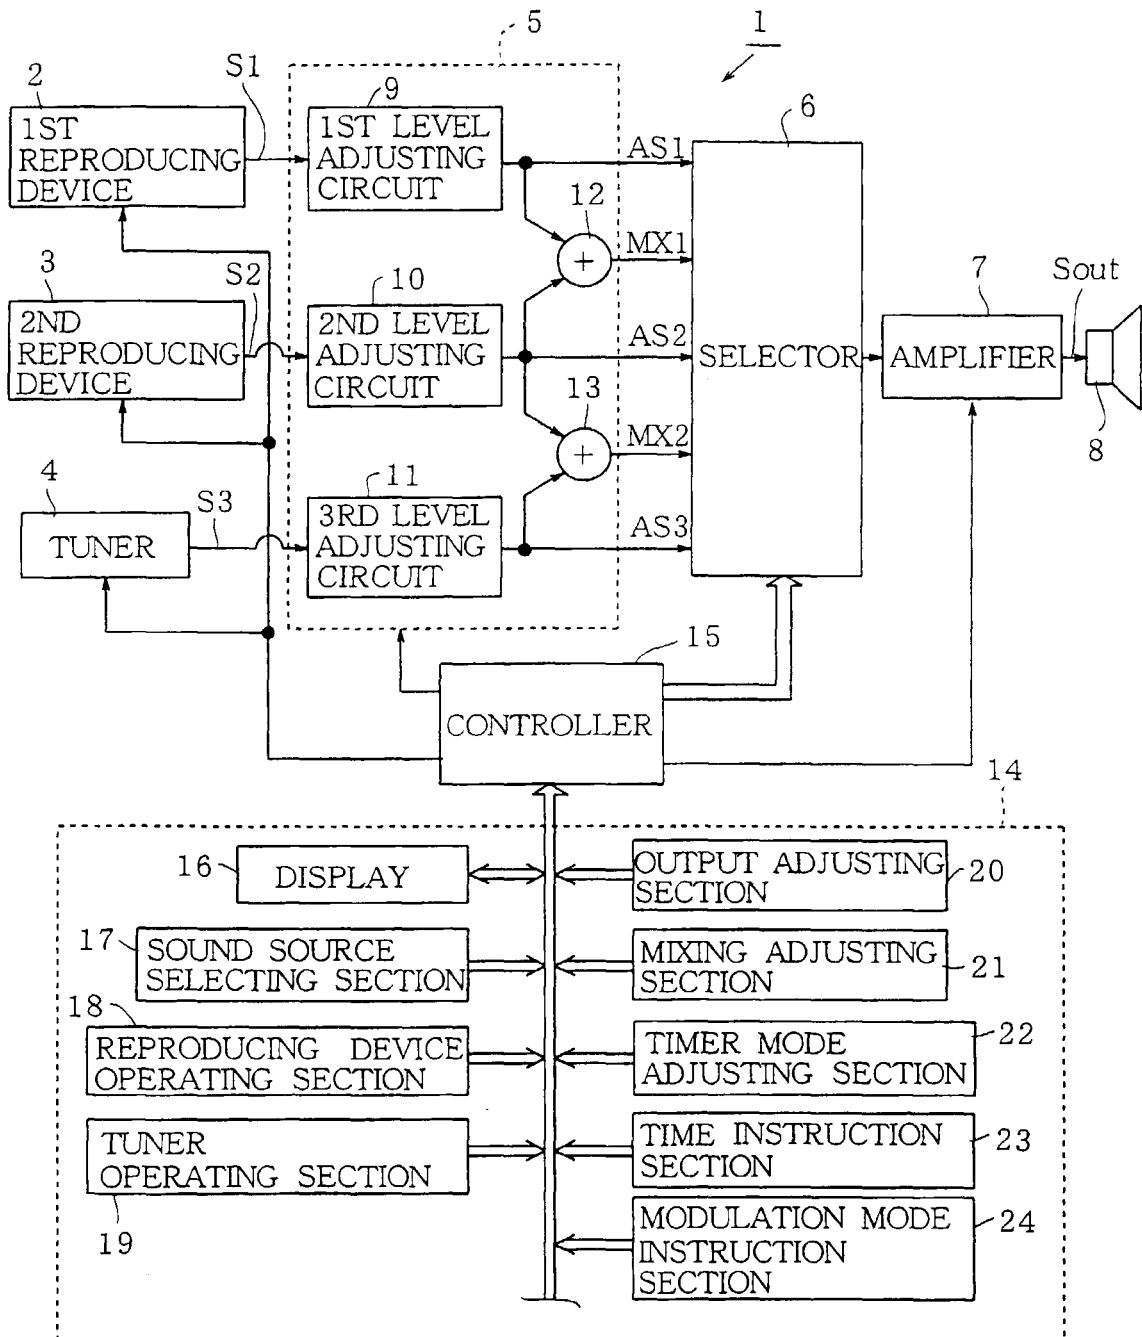 5
1
2
S1
9
6
1ST
REPRODUCING
DEVICE
1ST LEVEL
ADJUSTING
CIRCUIT
AS1
12
+
MX1
3
S2
10
7
Sout
2ND
REPRODUCING
DEVICE
2ND LEVEL
ADJUSTING
CIRCUIT
AS2
SELECTOR
AMPLIFIER
8
13
+
MX2
4
S3
11
TUNER
3RD LEVEL
ADJUSTING
CIRCUIT
AS3
15
CONTROLLER
14
16
DISPLAY
OUTPUT ADJUSTING
SECTION
20
17
SOUND SOURCE
SELECTING SECTION
MIXING ADJUSTING
SECTION
21
18
REPRODUCING DEVICE
OPERATING SECTION
TIMER MODE
ADJUSTING SECTION
22
TUNER
OPERATING SECTION
19
TIME INSTRUCTION
SECTION
23
MODULATION MODE
INSTRUCTION
SECTION
24